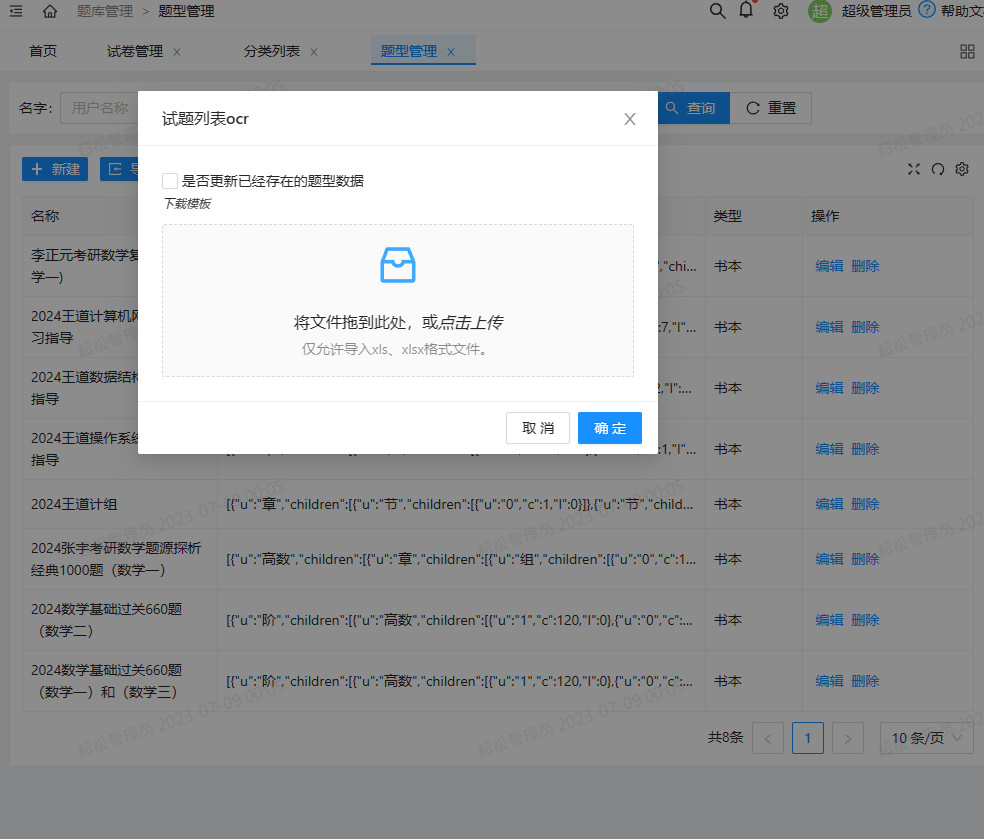 题库管理 > 题型管理
超 超级管理员 帮助文
首页 试卷管理 × 分类列表 × 题型管理 ×
名字: 用户名称 查询 重置
试题列表ocr
新建
是否更新已经存在的题型数据
下载模板
名称 类型 操作
李正元考研数学复
学一)
","chi... 书本 编辑 删除
将文件拖到此处，或点击上传
仅允许导入xls、xlsx格式文件。
2024王道计算机网
习指导
:7,"l"... 书本 编辑 删除
2024王道数据结构
指导
2,"l":... 书本 编辑 删除
取 消 确 定
2024王道操作系统
指导
:1,"l"... 书本 编辑 删除
2024王道计组 [{"u":"章","children":[{"u":"节","children":[{"u":"0","c":1,"l":0}]},{"u":"节","child... 书本 编辑 删除
2024张宇考研数学题源探析
经典1000题（数学一）
[{"u":"高数","children":[{"u":"章","children":[{"u":"组","children":[{"u":"0","c":1... 书本 编辑 删除
2024数学基础过关660题
（数学二）
[{"u":"阶","children":[{"u":"高数","children":[{"u":"1","c":120,"l":0},{"u":"0","c":... 书本 编辑 删除
2024数学基础过关660题
（数学一）和（数学三）
[{"u":"阶","children":[{"u":"高数","children":[{"u":"1","c":120,"l":0},{"u":"0","c":... 书本 编辑 删除
共8条 < 1 > 10 条/页
超级管理员 2023-07-09 00:05
超级管理员 2023-07-09 00:05